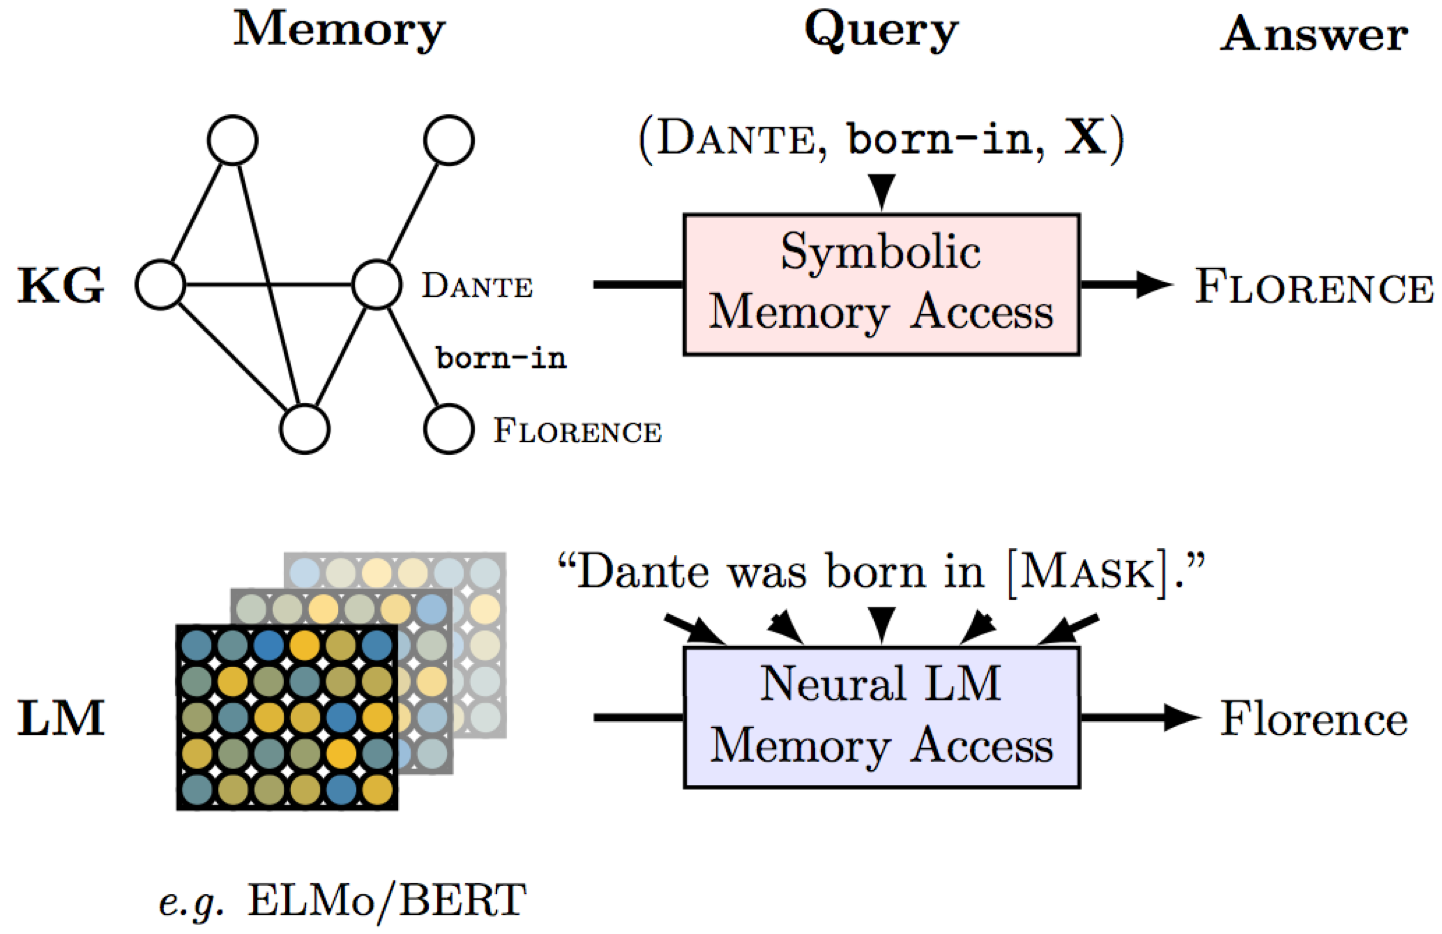 Memory Query Answer
(DANTE, born-in, X)
KG
DANTE
Symbolic
Memory Access
FLORENCE
born-in
FLORENCE
“Dante was born in [MASK].”
LM
Neural LM
Memory Access
Florence
e.g. ELMo/BERT